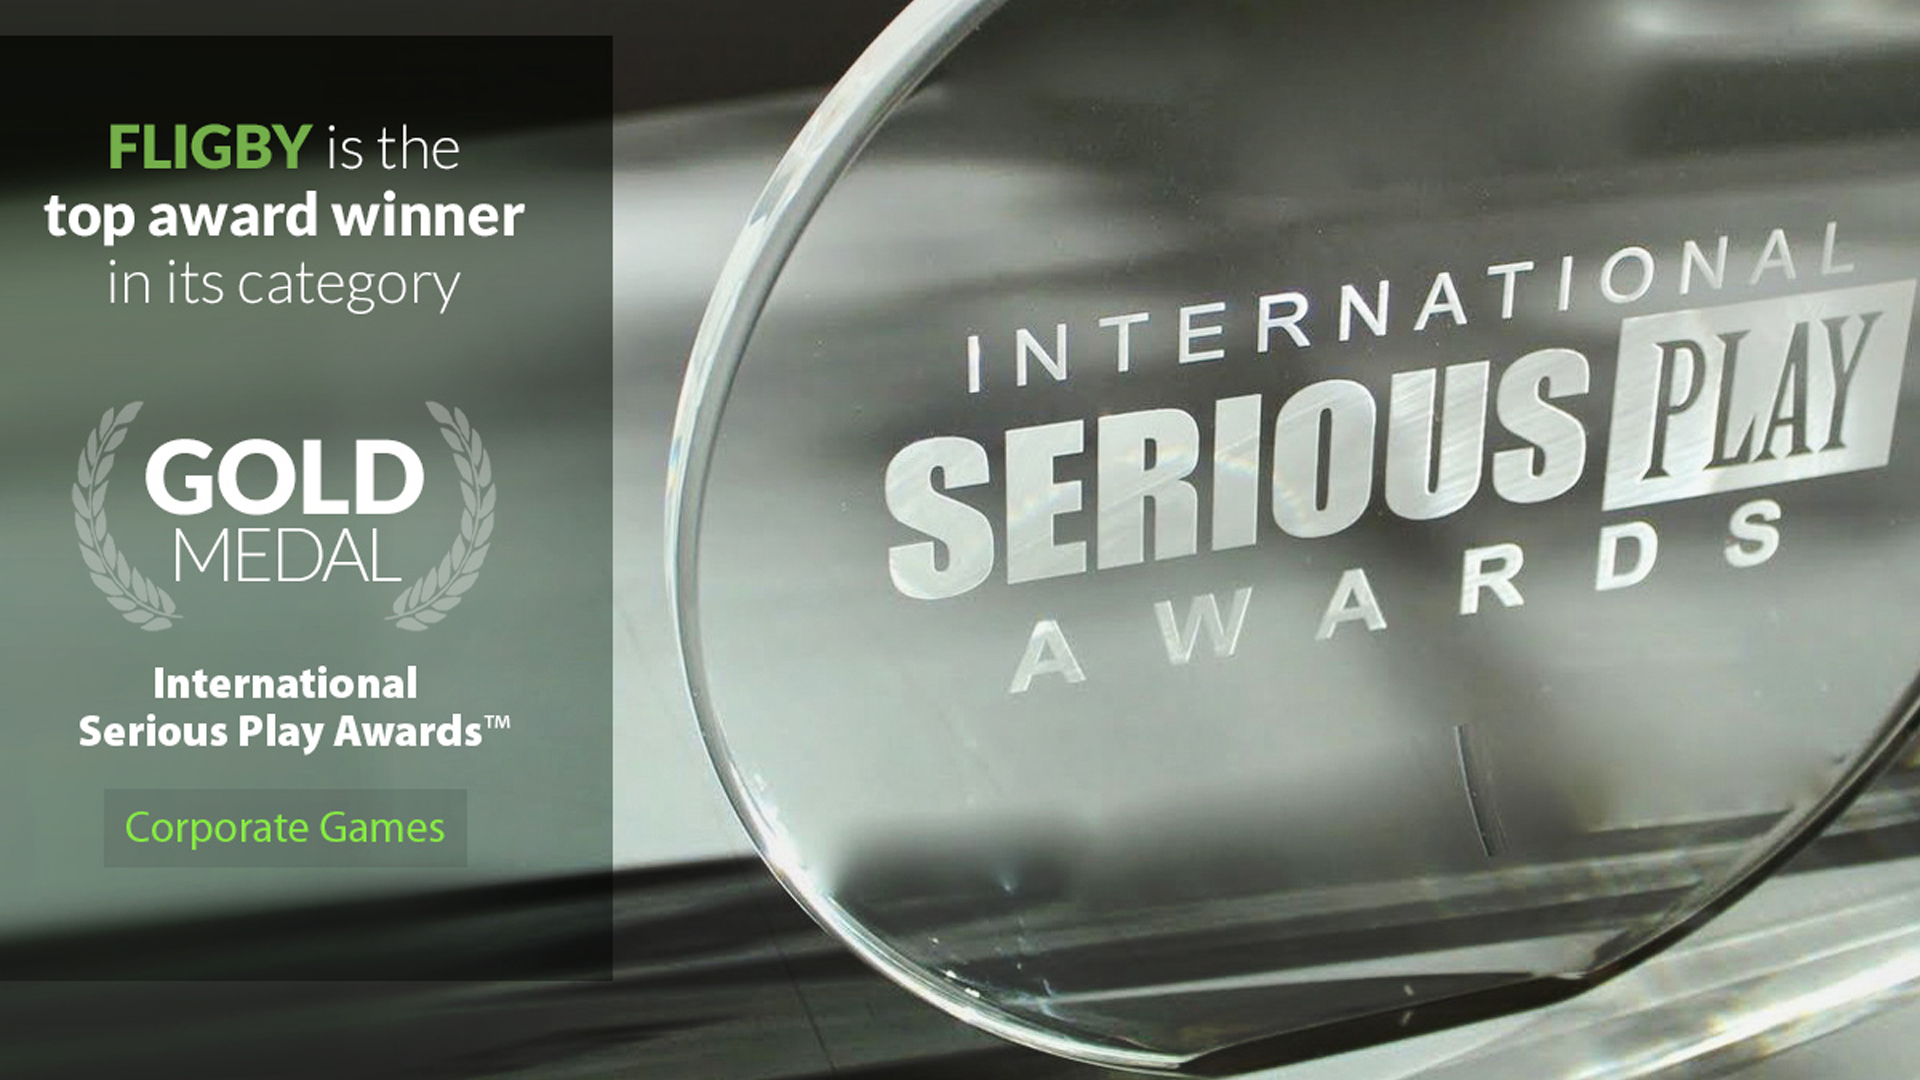 FLIGBY is the
top award winner
in its category
GOLD
MEDAL
International
Serious Play Awards™
Corporate Games
INTERNATIONAL
SERIOUS PLAY
AWARDS